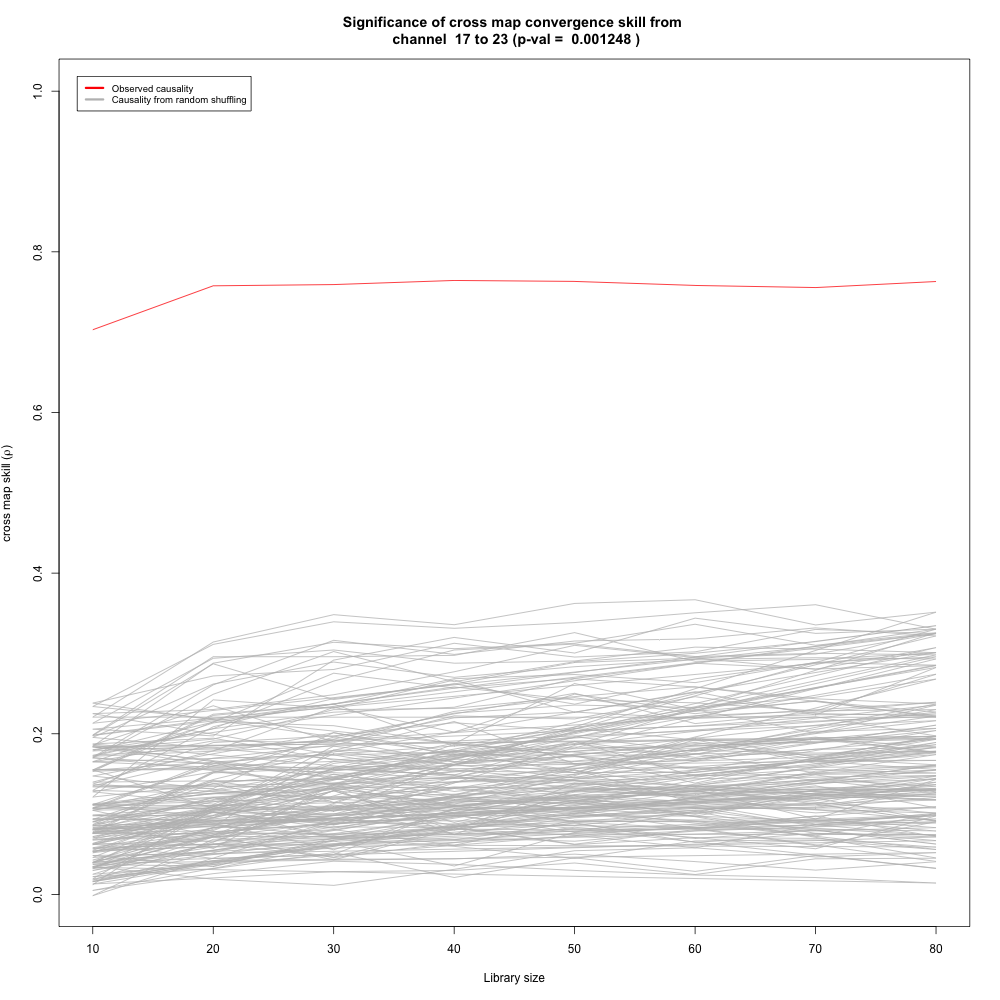 Significance of cross map convergence skill from
channel  17 to 23 (p-val =  0.001248 )
Observed causality
Causality from random shuffling
cross map skill (ρ)
1.0
0.8
0.6
0.4
0.2
0.0
10 20 30 40 50 60 70 80
Library size